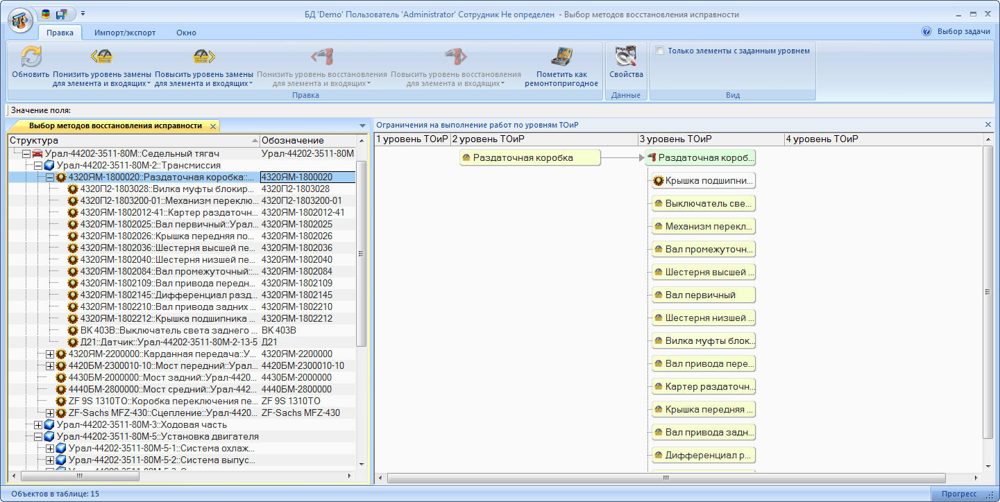 БД 'Demo' Пользователь 'Administrator' Сотрудник Не определен - Выбор методов восстановления исправности
Правка
Импорт/экспорт
Окно
Выбор задачи
Обновить
Понизить уровень замены
для элемента и входящих
Повысить уровень замены
для элемента и входящих
Понизить уровень восстановления
для элемента и входящих
Повысить уровень восстановления
для элемента и входящих
Пометить как
ремонтопригодное
Правка
Свойства
Данные
Только элементы с заданным уровнем
Вид
Значение поля:
Выбор методов восстановления исправности
Структура Обозначение
Урал-44202-3511-80М::Седельный тягач Урал-44202-3511-80М
Урал-44202-3511-80М-2::Трансмиссия
4320ЯМ-1800020::Раздаточная коробка::... 4320ЯМ-1800020
4320П2-1803028::Вилка муфты блокир... 4320П2-1803028
4320П2-1803200-01::Механизм переклю... 4320П2-1803200-01
4320ЯМ-1802012-41::Картер раздаточн... 4320ЯМ-1802012-41
4320ЯМ-1802025::Вал первичный::Урал... 4320ЯМ-1802025
4320ЯМ-1802026::Крышка передняя по... 4320ЯМ-1802026
4320ЯМ-1802036::Шестерня высшей пе... 4320ЯМ-1802036
4320ЯМ-1802040::Шестерня низшей пе... 4320ЯМ-1802040
4320ЯМ-1802084::Вал промежуточный::... 4320ЯМ-1802084
4320ЯМ-1802109::Вал привода передн... 4320ЯМ-1802109
4320ЯМ-1802145::Дифференциал разд... 4320ЯМ-1802145
4320ЯМ-1802210::Вал привода задних ... 4320ЯМ-1802210
4320ЯМ-1802212::Крышка подшипника ... 4320ЯМ-1802212
ВК 403В::Выключатель света заднего ... ВК 403В
Д21::Датчик::Урал-44202-3511-80М-2-13-5 Д21
4320ЯМ-2200000::Карданная передача::У... 4320ЯМ-2200000
4420БМ-2300010-10::Мост передний::Урал... 4420БМ-2300010-10
4430БМ-2000000::Мост задний::Урал-4420... 4430БМ-2000000
4440БМ-2800000::Мост средний::Урал-442... 4440БМ-2800000
ZF 9S 1310TO::Коробка переключения пе... ZF 9S 1310TO
ZF-Sachs MFZ-430::Сцепление::Урал-4420... ZF-Sachs MFZ-430
Урал-44202-3511-80М-3::Ходовая часть
Урал-44202-3511-80М-5::Установка двигателя
Урал-44202-3511-80М-5-1::Система охлаж...
Урал-44202-3511-80М-5-2::Система выпус...
Ограничения на выполнение работ по уровням ТОиР
1 уровень ТОиР 2 уровень ТОиР 3 уровень ТОиР 4 уровень ТОиР
Раздаточная коробка Раздаточная короб...
Крышка подшипни...
Выключатель све...
Механизм перекл...
Вал промежуточн...
Шестерня высшей ...
Вал первичный
Шестерня низшей ...
Вилка муфты блок...
Вал привода пере...
Картер раздаточн...
Крышка передняя ...
Вал привода задн...
Дифференциал р...
Объектов в таблице: 15
Прогресс